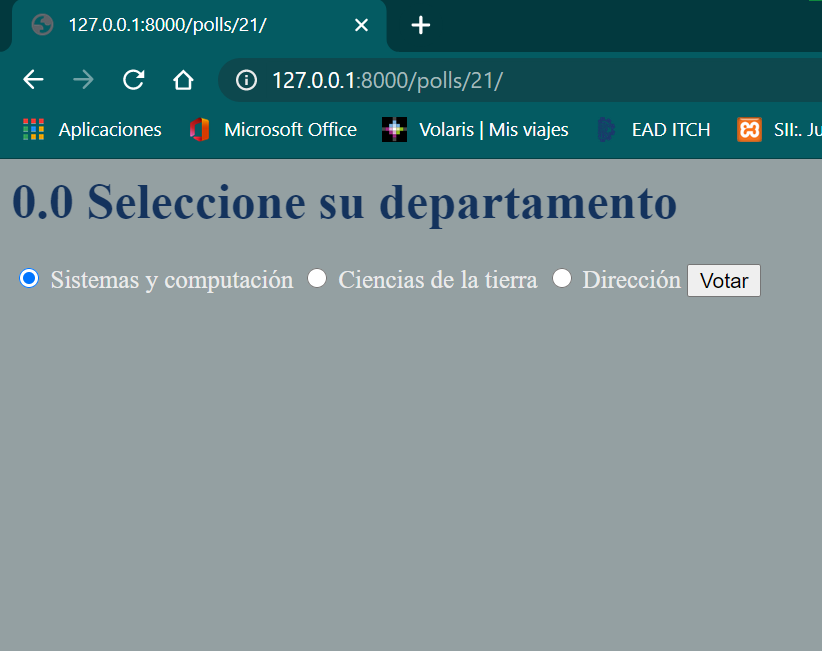 127.0.0.1:8000/polls/21/
127.0.0.1:8000/polls/21/
Aplicaciones Microsoft Office Volaris | Mis viajes EAD ITCH SII:. Ju
0.0 Seleccione su departamento
Sistemas y computación Ciencias de la tierra Dirección Votar